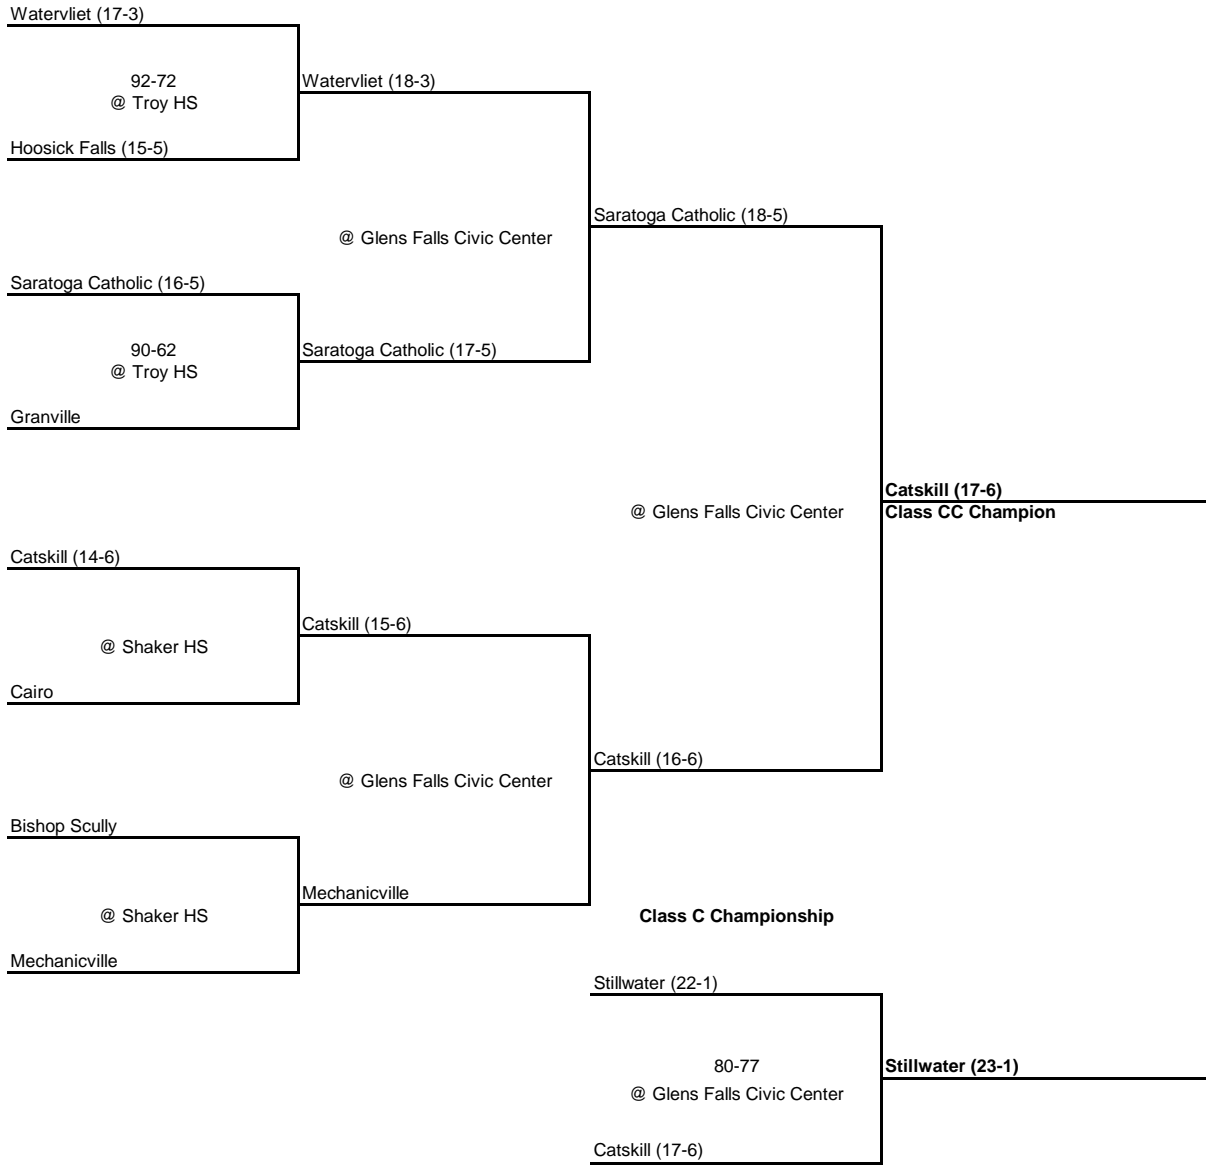 Watervliet (17-3)
92-72
@ Troy HS
Watervliet (18-3)
Hoosick Falls (15-5)
@ Glens Falls Civic Center
Saratoga Catholic (18-5)
Saratoga Catholic (16-5)
90-62
@ Troy HS
Saratoga Catholic (17-5)
Granville
@ Glens Falls Civic Center
Catskill (17-6)
Class CC Champion
Catskill (14-6)
@ Shaker HS
Catskill (15-6)
Cairo
@ Glens Falls Civic Center
Catskill (16-6)
Bishop Scully
@ Shaker HS
Mechanicville
Mechanicville
Class C Championship
Stillwater (22-1)
80-77
@ Glens Falls Civic Center
Stillwater (23-1)
Catskill (17-6)